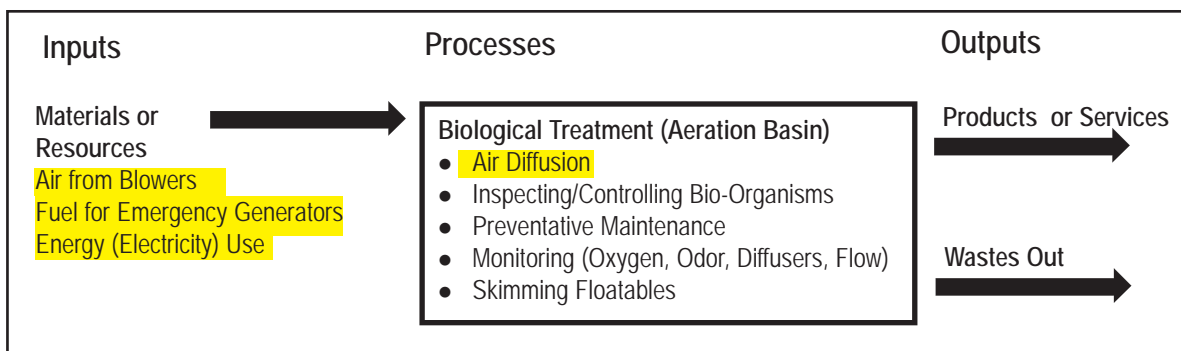 Inputs
Processes
Outputs
Materials or
Resources
Air from Blowers
Fuel for Emergency Generators
Energy (Electricity) Use
Biological Treatment (Aeration Basin)
● Air Diffusion
● Inspecting/Controlling Bio-Organisms
● Preventative Maintenance
● Monitoring (Oxygen, Odor, Diffusers, Flow)
● Skimming Floatables
Products or Services
Wastes Out